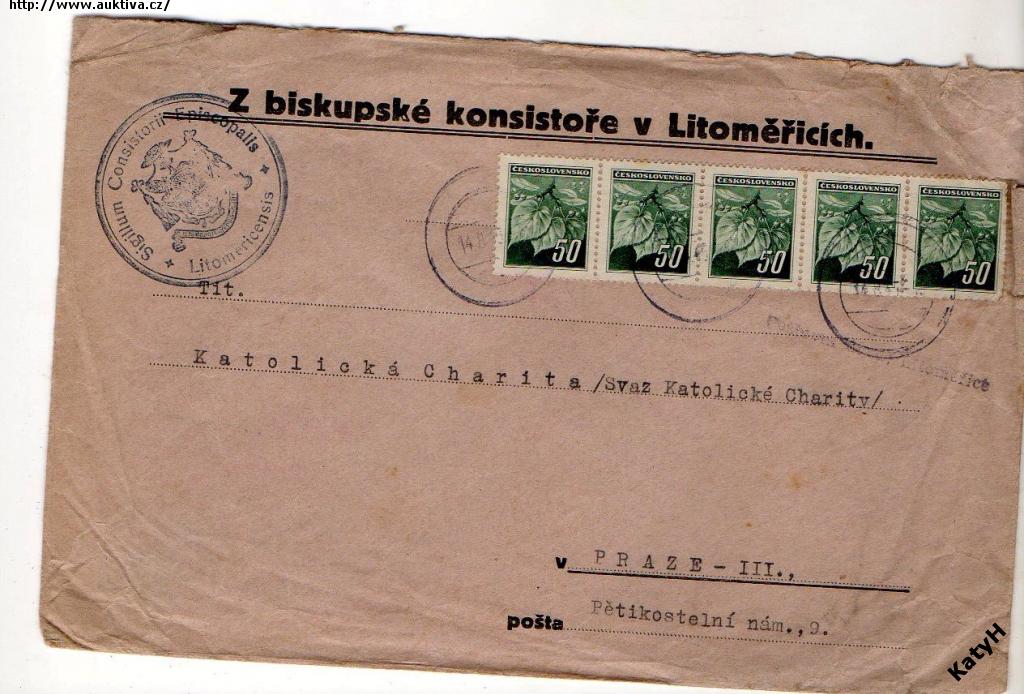 http://www.auktiva.cz/
Z biskupské konsistoře v Litoměřicích.
Sigillum Consistorii Episcopalis Litomericensis
ČESKOSLOVENSKO ČESKOSLOVENSKO ČESKOSLOVENSKO ČESKOSLOVENSKO ČESKOSLOVENSKO
50 50 50 50 50
Tit.
Litoměřice
Katolická Charita /Svaz Katolické Charity/
v PRAZE - III.,
pošta Pětikostelní nám.,9.
KatyH